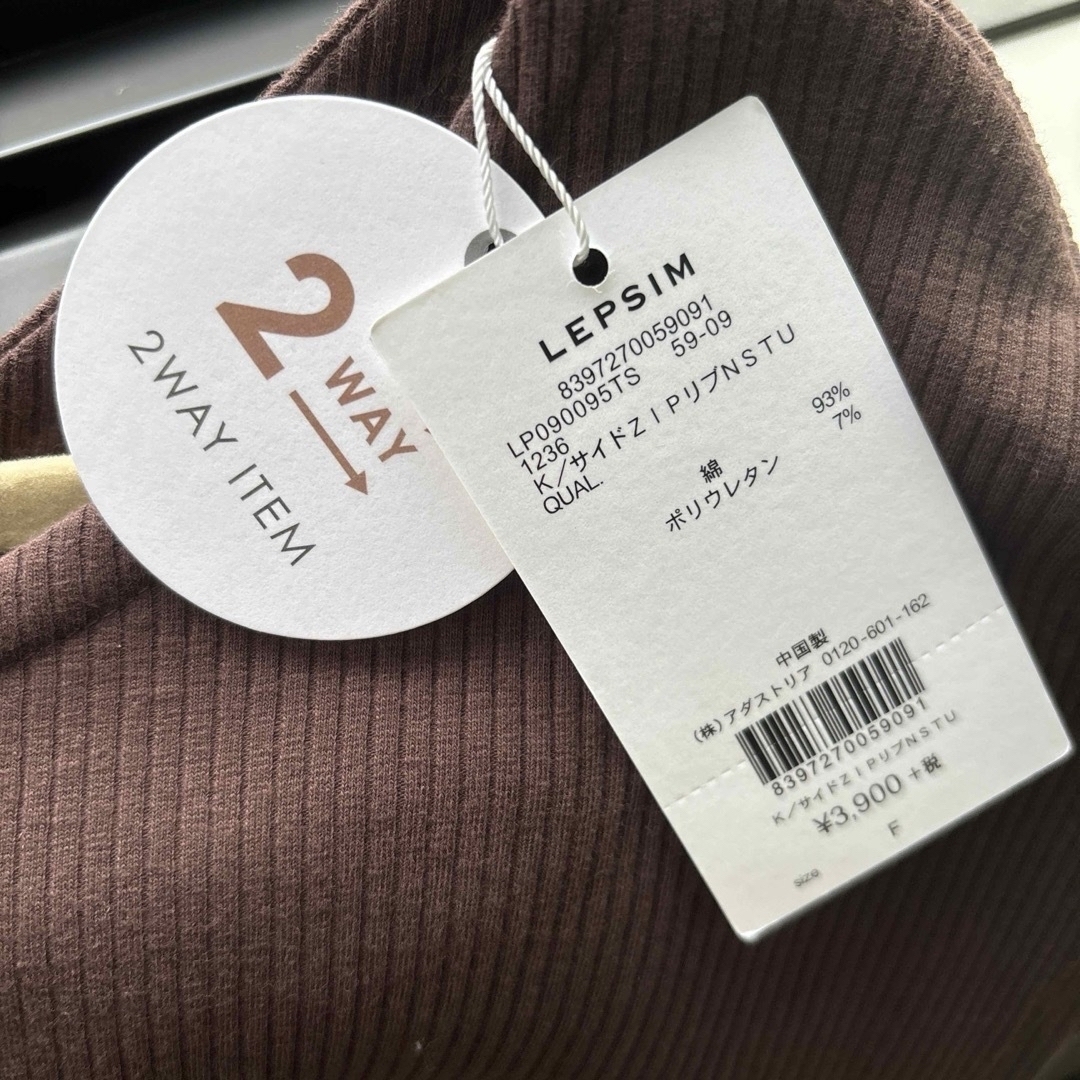 2
WAY
2WAY ITEM
LEPSIM
8397270059091
LP090095TS 59-09
1236
K/サイドZIPリブNSTU
QUAL.
綿 93%
ポリウレタン 7%
中国製
(株)アダストリア 0120-601-162
8397270059091
K/サイドZIPリブNSTU
¥3,900+税
size F